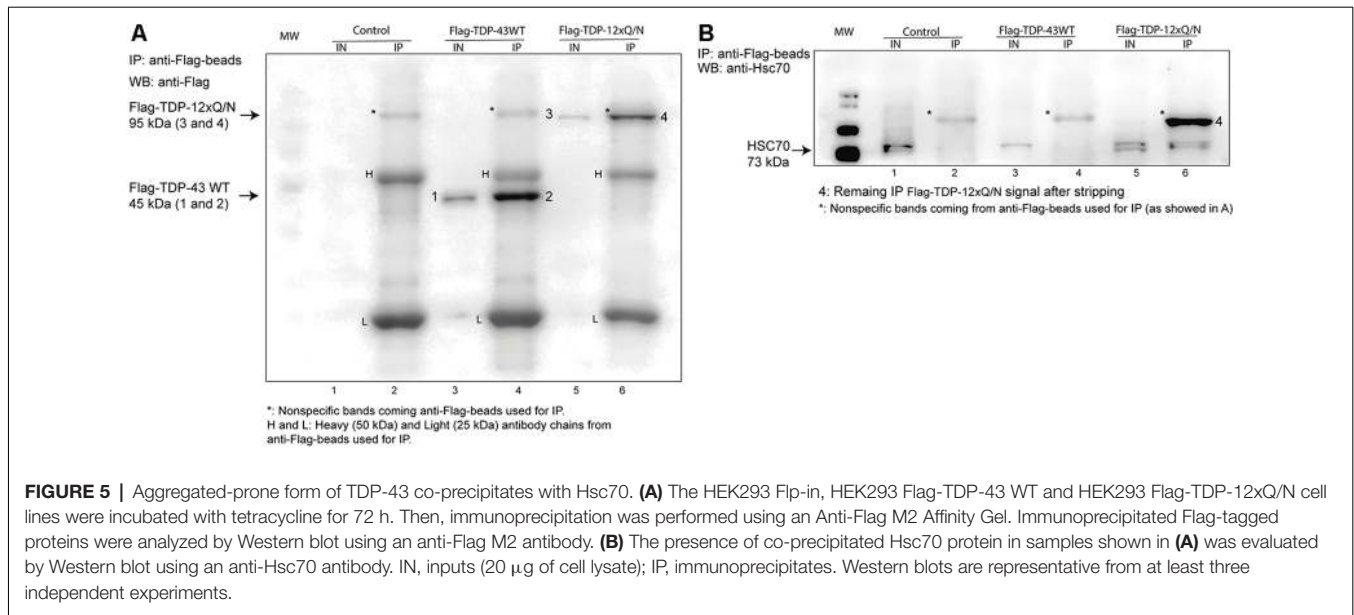 A
MW
Control
Flag-TDP-43WT
Flag-TDP-12xQ/N
IN IP IN IP IN IP
IP: anti-Flag-beads
WB: anti-Flag
Flag-TDP-12xQ/N
95 kDa (3 and 4)
* * 3 * 4
H H H
Flag-TDP-43 WT
45 kDa (1 and 2)
1 2
L L L
1 2 3 4 5 6
*: Nonspecific bands coming anti-Flag-beads used for IP.
H and L: Heavy (50 kDa) and Light (25 kDa) antibody chains from
anti-Flag-beads used for IP.
B
MW
Control
Flag-TDP-43WT
Flag-TDP-12xQ/N
IN IP IN IP IN IP
IP: anti-Flag-beads
WB: anti-Hsc70
* * * 4
HSC70
73 kDa
1 2 3 4 5 6
4: Remaing IP Flag-TDP-12xQ/N signal after stripping
*: Nonspecific bands coming from anti-Flag-beads used for IP (as showed in A)
FIGURE 5 | Aggregated-prone form of TDP-43 co-precipitates with Hsc70. (A) The HEK293 Flp-in, HEK293 Flag-TDP-43 WT and HEK293 Flag-TDP-12xQ/N cell
lines were incubated with tetracycline for 72 h. Then, immunoprecipitation was performed using an Anti-Flag M2 Affinity Gel. Immunoprecipitated Flag-tagged
proteins were analyzed by Western blot using an anti-Flag M2 antibody. (B) The presence of co-precipitated Hsc70 protein in samples shown in (A) was evaluated
by Western blot using an anti-Hsc70 antibody. IN, inputs (20 μg of cell lysate); IP, immunoprecipitates. Western blots are representative from at least three
independent experiments.